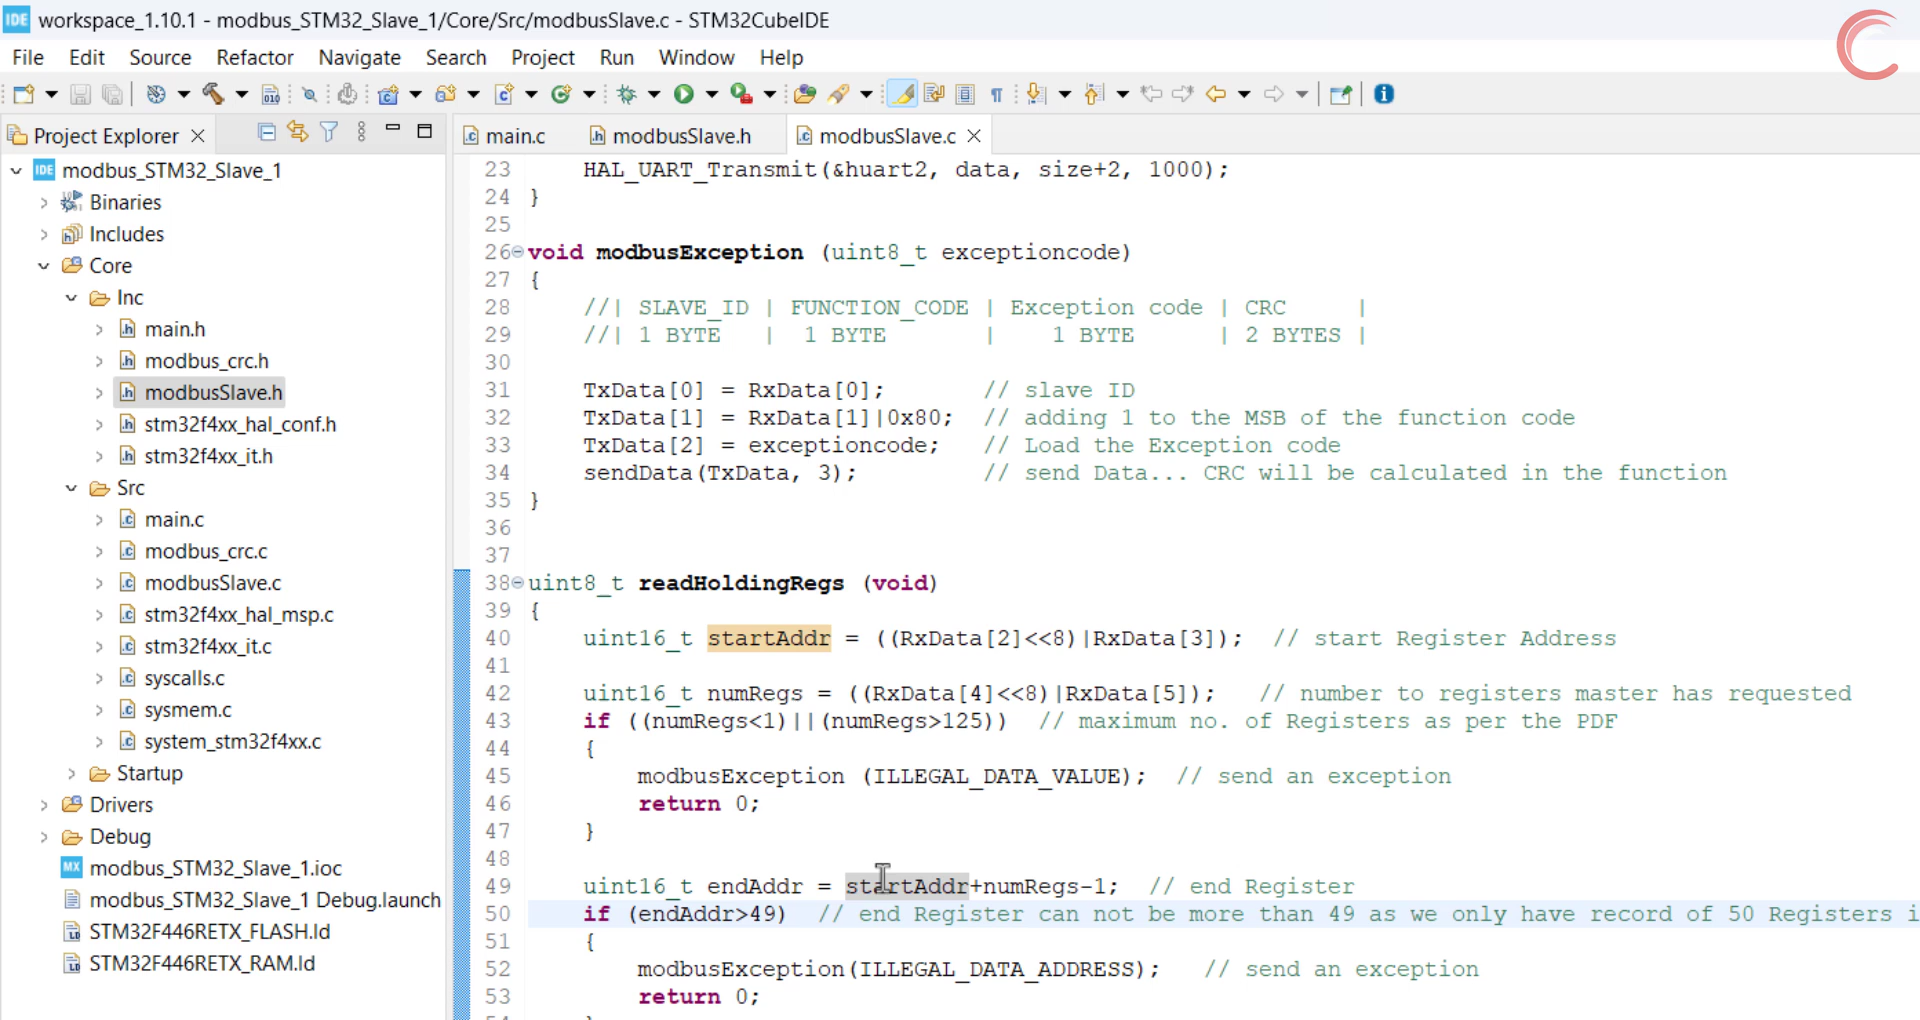 IDE workspace_1.10.1 - modbus_STM32_Slave_1/Core/Src/modbusSlave.c - STM32CubeIDE
File Edit Source Refactor Navigate Search Project Run Window Help
Project Explorer
main.c modbusSlave.h modbusSlave.c
IDE modbus_STM32_Slave_1
Binaries
Includes
Core
Inc
main.h
modbus_crc.h
modbusSlave.h
stm32f4xx_hal_conf.h
stm32f4xx_it.h
Src
main.c
modbus_crc.c
modbusSlave.c
stm32f4xx_hal_msp.c
stm32f4xx_it.c
syscalls.c
sysmem.c
system_stm32f4xx.c
Startup
Drivers
Debug
MX modbus_STM32_Slave_1.ioc
modbus_STM32_Slave_1 Debug.launch
STM32F446RETX_FLASH.ld
STM32F446RETX_RAM.ld
23 HAL_UART_Transmit(&huart2, data, size+2, 1000);
24 }
25
26 void modbusException (uint8_t exceptioncode)
27 {
28 //| SLAVE_ID | FUNCTION_CODE | Exception code | CRC |
29 //| 1 BYTE | 1 BYTE | 1 BYTE | 2 BYTES |
30
31 TxData[0] = RxData[0]; // slave ID
32 TxData[1] = RxData[1]|0x80; // adding 1 to the MSB of the function code
33 TxData[2] = exceptioncode; // Load the Exception code
34 sendData(TxData, 3); // send Data... CRC will be calculated in the function
35 }
36
37
38 uint8_t readHoldingRegs (void)
39 {
40 uint16_t startAddr = ((RxData[2]<<8)|RxData[3]); // start Register Address
41
42 uint16_t numRegs = ((RxData[4]<<8)|RxData[5]); // number to registers master has requested
43 if ((numRegs<1)||(numRegs>125)) // maximum no. of Registers as per the PDF
44 {
45 modbusException (ILLEGAL_DATA_VALUE); // send an exception
46 return 0;
47 }
48
49 uint16_t endAddr = startAddr+numRegs-1; // end Register
50 if (endAddr>49) // end Register can not be more than 49 as we only have record of 50 Registers i
51 {
52 modbusException(ILLEGAL_DATA_ADDRESS); // send an exception
53 return 0;